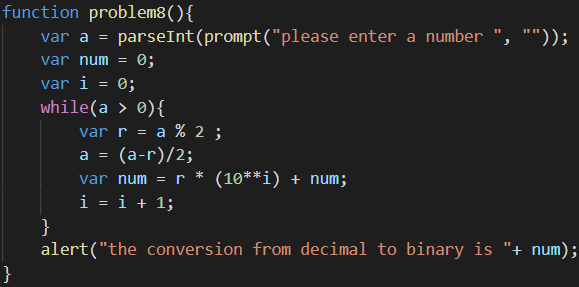 function problem8(){
var a = parseInt(prompt("please enter a number ", ""));
var num = 0;
var i = 0;
while(a > 0){
var r = a % 2 ;
a = (a-r)/2;
var num = r * (10**i) + num;
i = i + 1;
}
alert("the conversion from decimal to binary is "+ num);
}